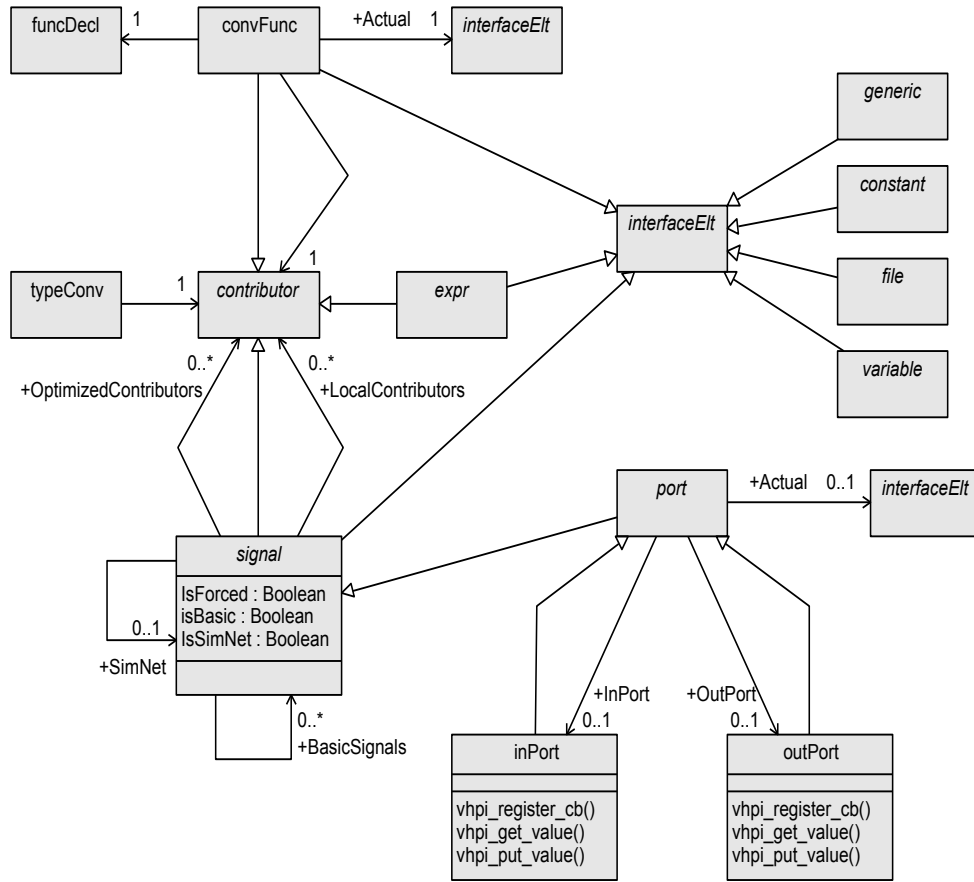 +Actual
funcDecl
1
convFunc
1
interfaceElt
generic
constant
interfaceElt
1
typeConv
1
contributor
expr
file
0..*
0..*
+OptimizedContributors
+LocalContributors
variable
port
+Actual
0..1
interfaceElt
signal
IsForced : Boolean
isBasic : Boolean
IsSimNet : Boolean
0..1
+SimNet
0..*
+BasicSignals
+InPort
0..1
+OutPort
0..1
inPort
vhpi_register_cb()
vhpi_get_value()
vhpi_put_value()
outPort
vhpi_register_cb()
vhpi_get_value()
vhpi_put_value()